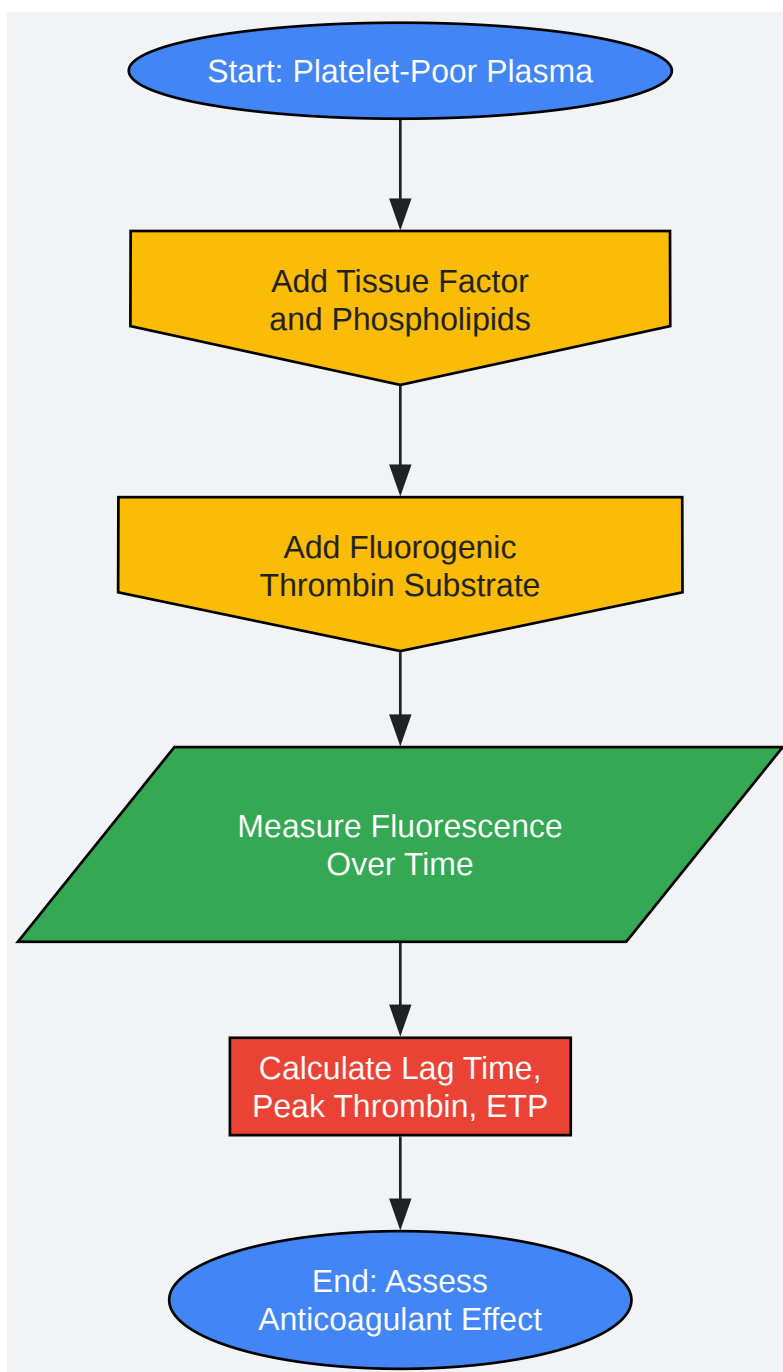 Start: Platelet-Poor Plasma
Add Tissue Factor
and Phospholipids
Add Fluorogenic
Thrombin Substrate
Measure Fluorescence
Over Time
Calculate Lag Time,
Peak Thrombin, ETP
End: Assess
Anticoagulant Effect